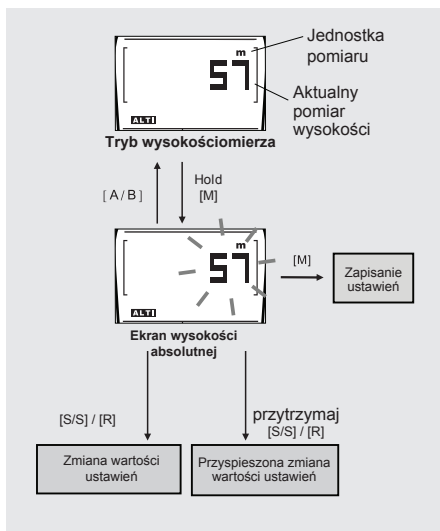 Jednostka
pomiaru
m
57
Aktualny
pomiar
wysokości
ALTI
Tryb wysokościomierza
[ A / B ]
Hold
[M]
m
57
[M]
Zapisanie
ustawień
ALTI
Ekran wysokości
absolutnej
[S/S] / [R]
przytrzymaj
[S/S] / [R]
Zmiana wartości
ustawień
Przyspieszona zmiana
wartości ustawień